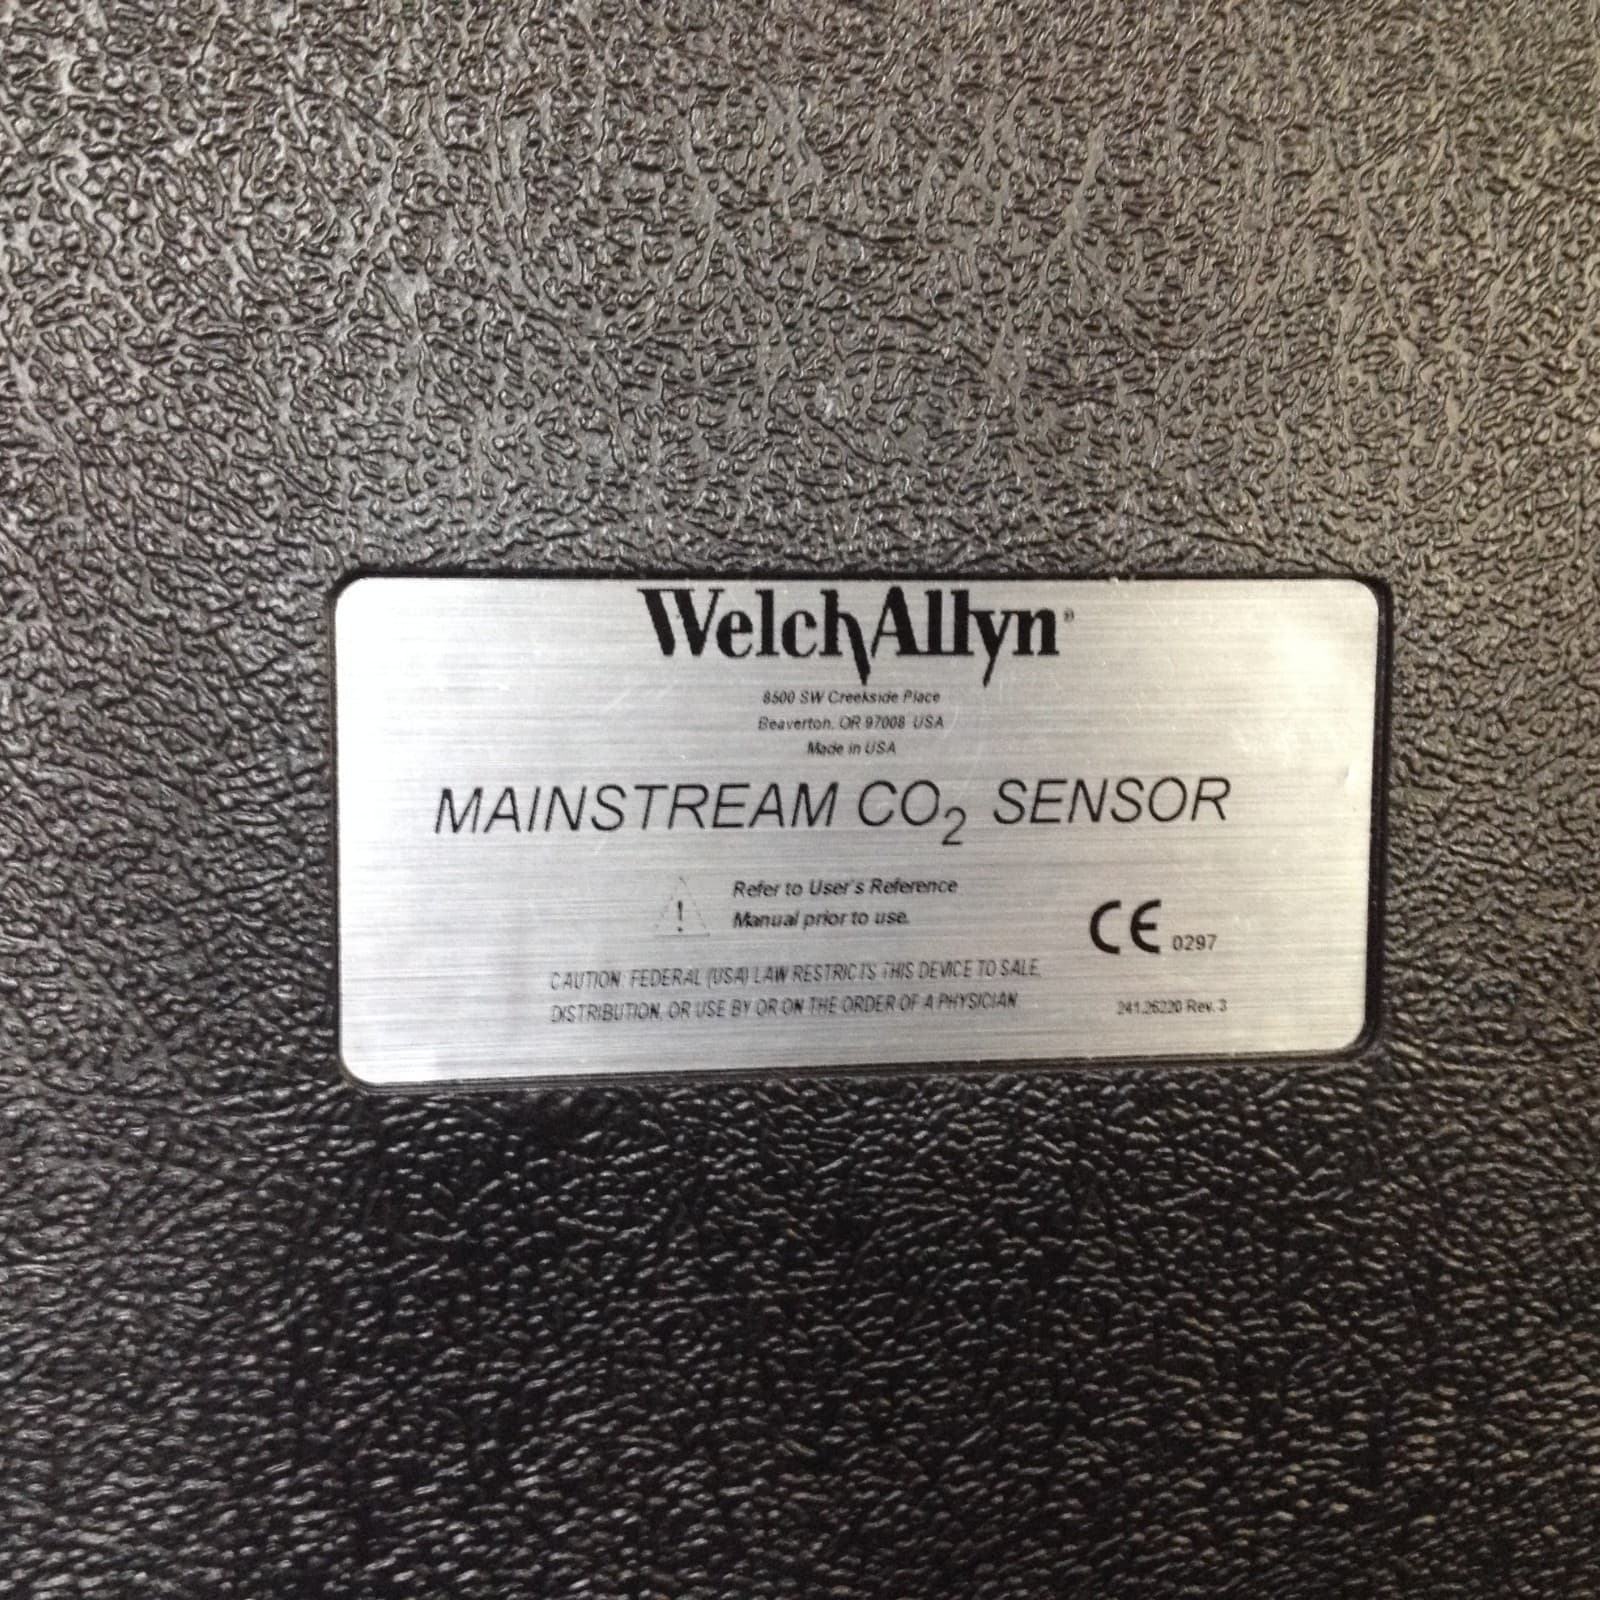 WelchAllyn®
8500 SW Creekside Place
Beaverton, OR 97008 USA
Made in USA
MAINSTREAM CO₂ SENSOR
! Refer to User's Reference
Manual prior to use.
CE 0297
CAUTION: FEDERAL (USA) LAW RESTRICTS THIS DEVICE TO SALE,
DISTRIBUTION, OR USE BY OR ON THE ORDER OF A PHYSICIAN
241.26220 Rev. 3